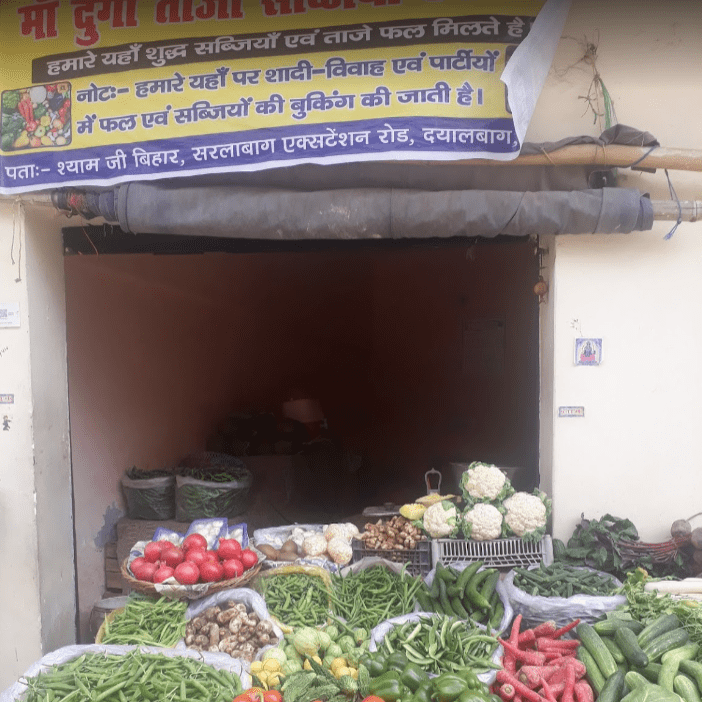 माँ दुर्गा ताजा
हमारे यहाँ शुद्ध सब्जियाँ एवं ताजे फल मिलते है
नोटः- हमारे यहाँ पर शादी-विवाह एवं पार्टीयों
में फल एवं सब्जियों की बुकिंग की जाती है।
पताः- श्याम जी बिहार, सरलाबाग एक्सटेंशन रोड, दयालबाग,